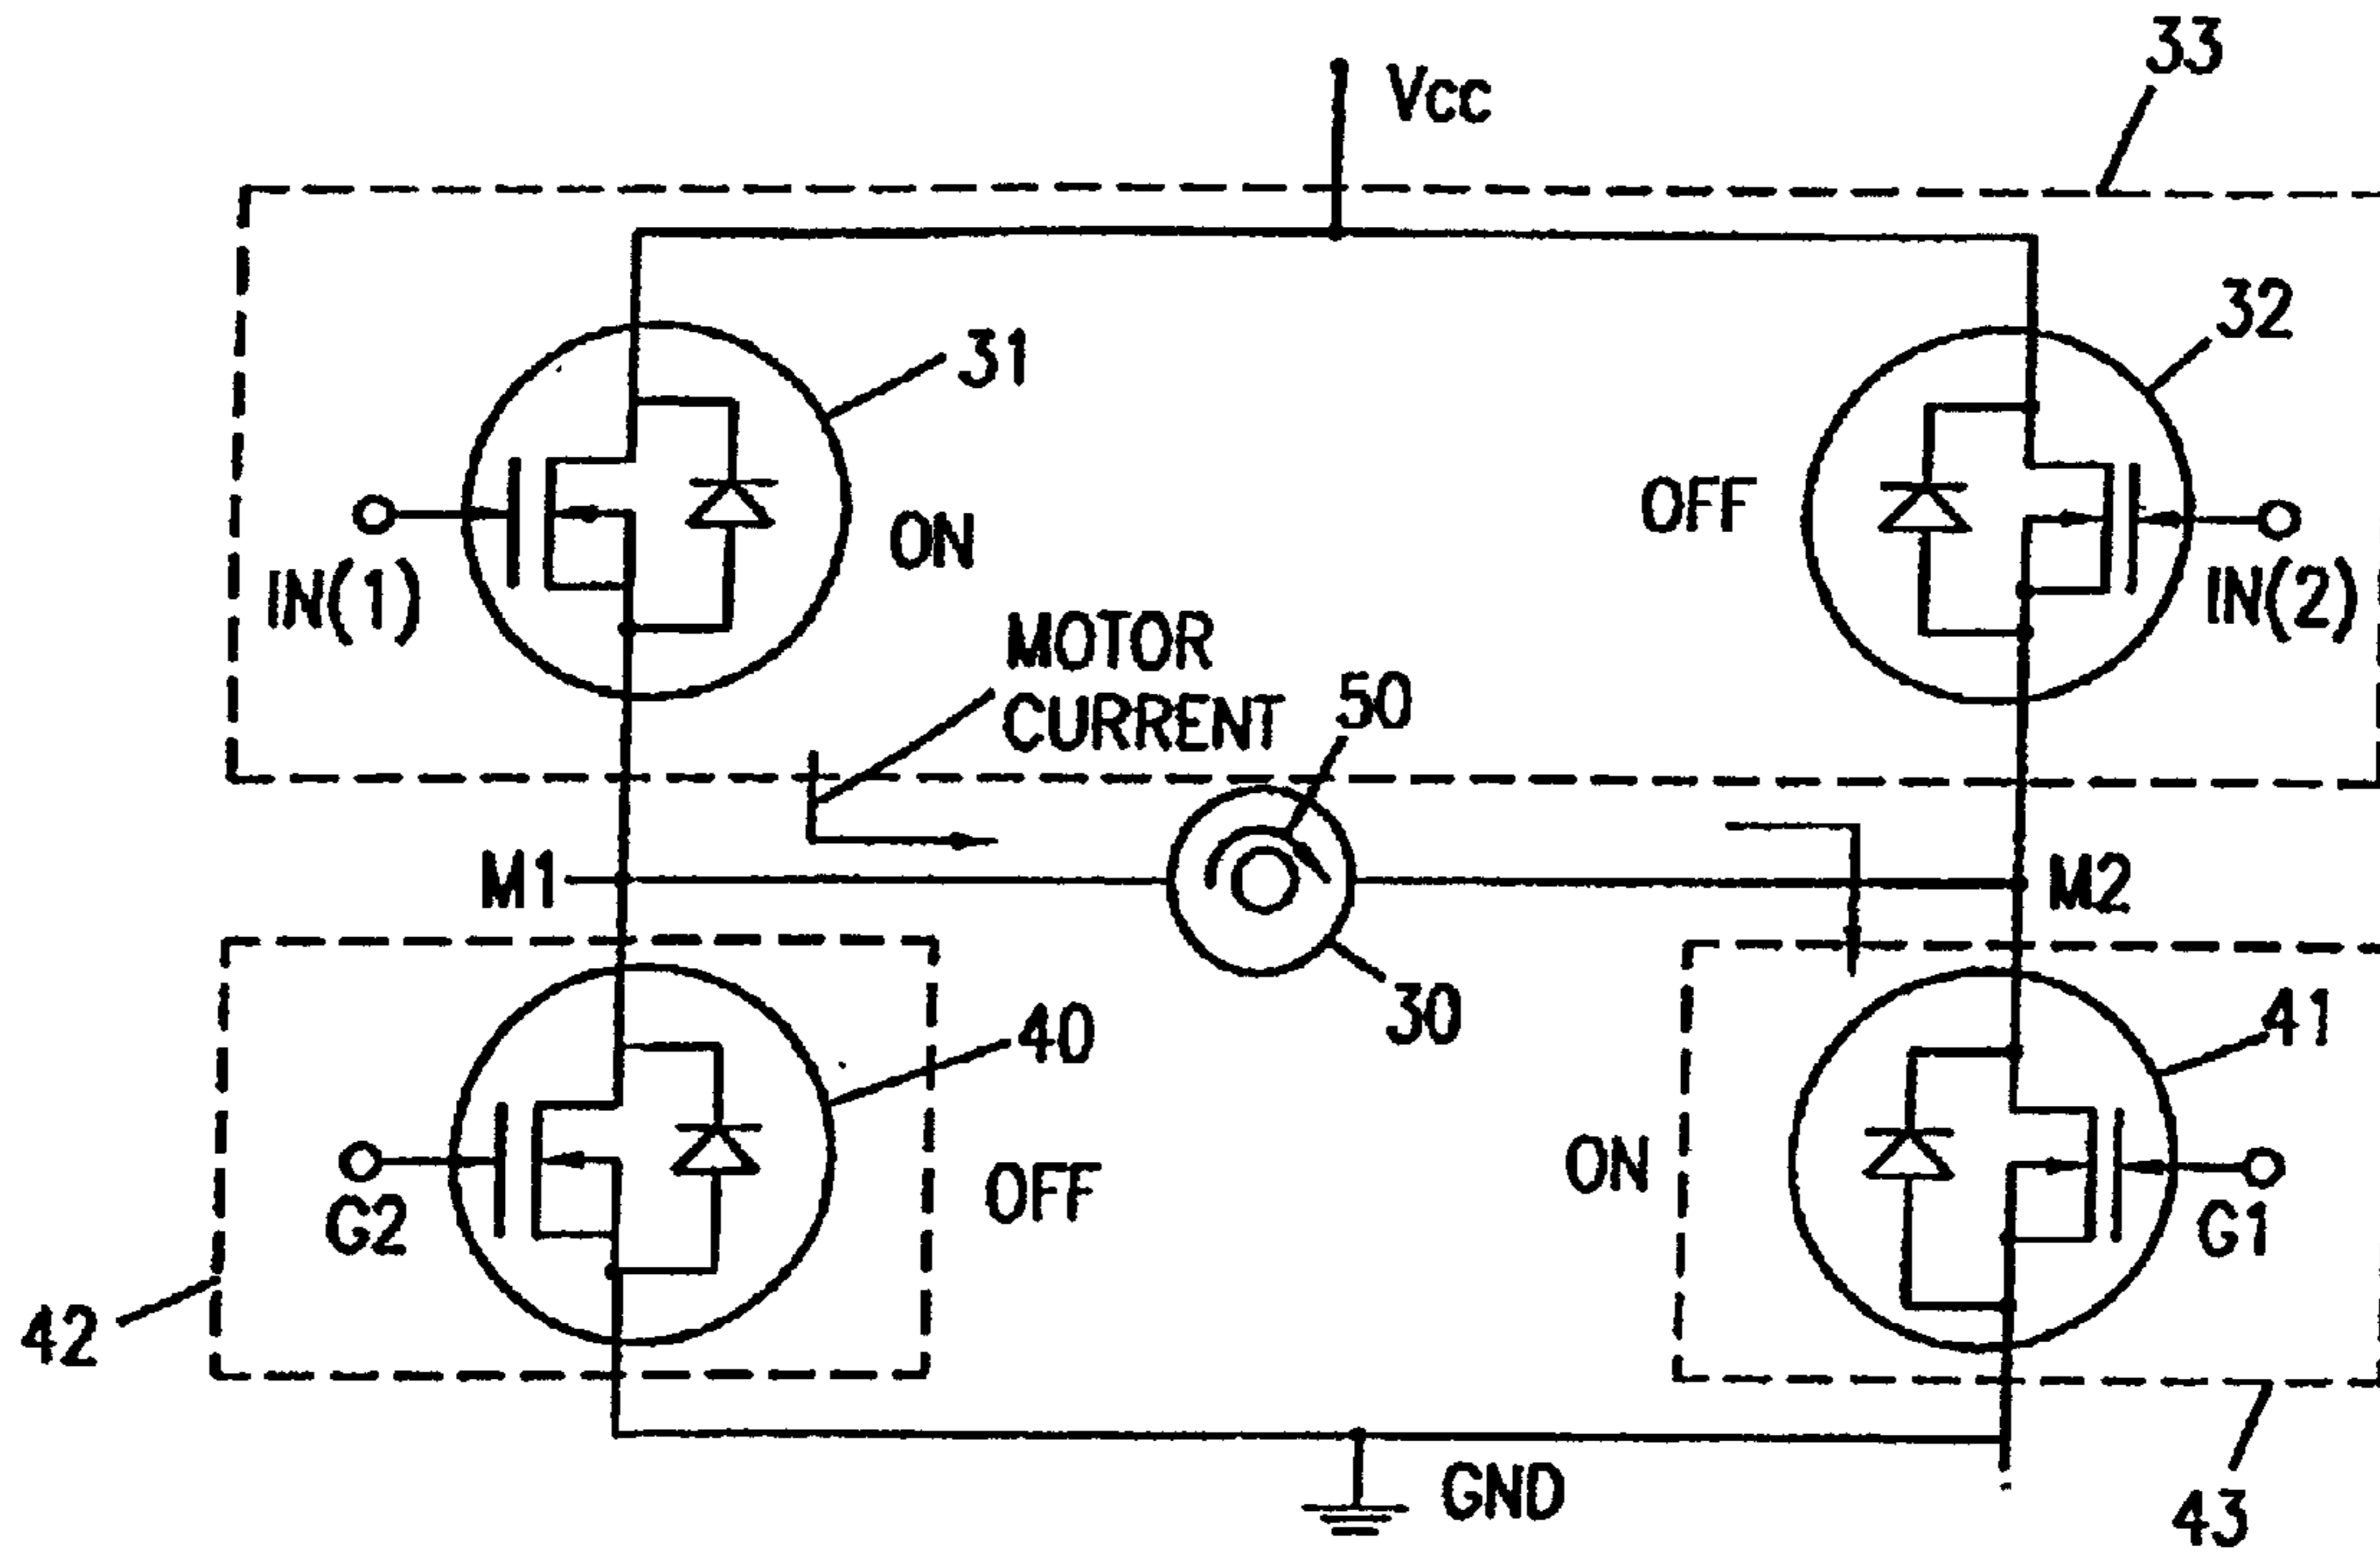 33
Vcc
32
31
OFF
ON
IN(1)
IN(2)
MOTOR
CURRENT
50
M1
M2
30
40
41
ON
OFF
G2
G1
42
GND
43